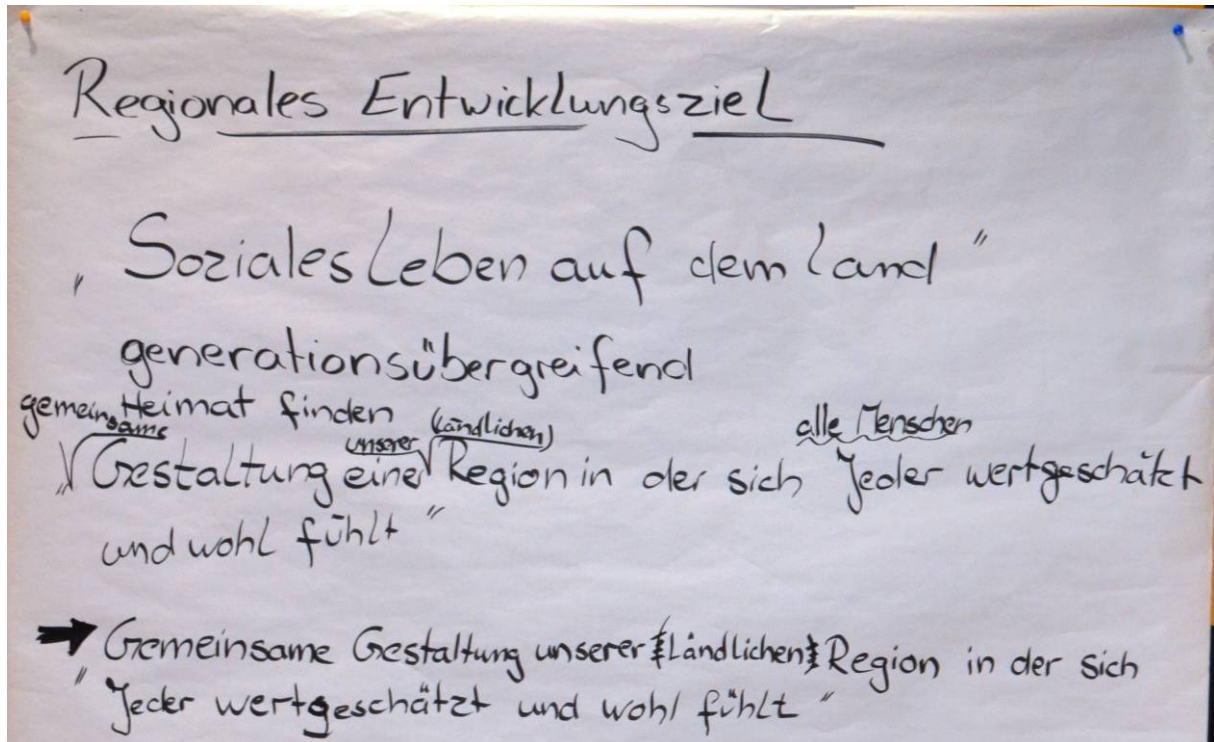 Regionales Entwicklungsziel
„Soziales Leben auf dem Land"
generationsübergreifend
Heimat finden
gemeinsame unserer (ländlichen) alle Menschen
„Gestaltung einer Region in der sich Jeder wertgeschätzt
und wohl fühlt"
→ Gemeinsame Gestaltung unserer (Ländlichen) Region in der sich
" Jeder wertgeschätzt und wohl fühlt "